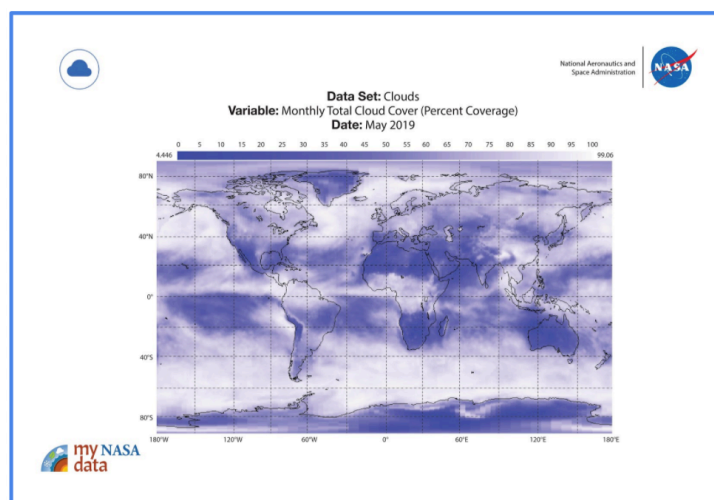 National Aeronautics and
Space Administration
NASA
Data Set: Clouds
Variable: Monthly Total Cloud Cover (Percent Coverage)
Date: May 2019
0 5 10 15 20 25 30 35 40 45 50 55 60 65 70 75 80 85 90 95 100
4.446 99.06
80°N
40°N
0°
40°S
80°S
180°W 120°W 60°W 0° 60°E 120°E 180°E
my NASA
data